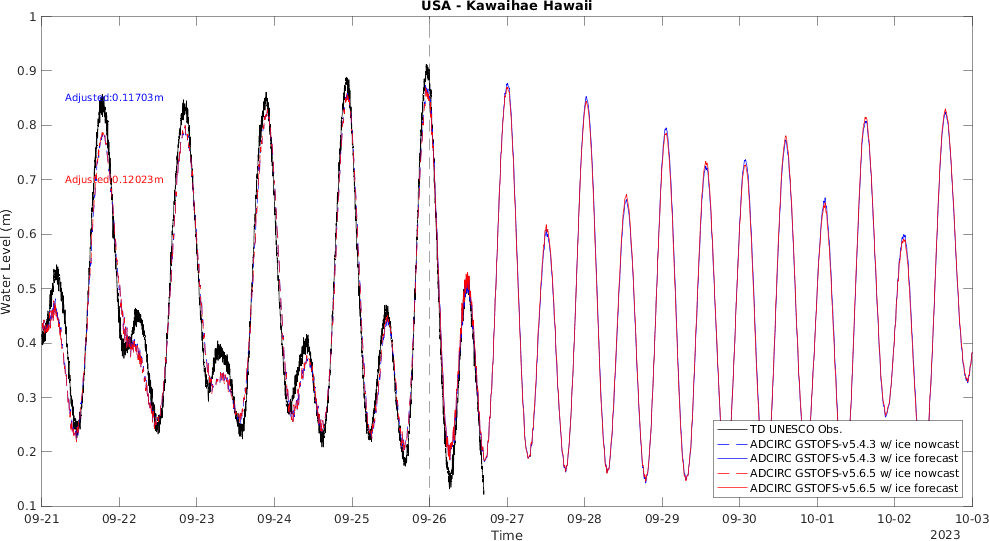 USA - Kawaihae Hawaii
1
0.9
0.8
0.7
0.6
0.5
0.4
0.3
0.2
0.1
Water Level (m)
Adjusted:0.11703m
Adjusted:0.12023m
TD UNESCO Obs.
ADCIRC GSTOFS-v5.4.3 w/ ice nowcast
ADCIRC GSTOFS-v5.4.3 w/ ice forecast
ADCIRC GSTOFS-v5.6.5 w/ ice nowcast
ADCIRC GSTOFS-v5.6.5 w/ ice forecast
09-21 09-22 09-23 09-24 09-25 09-26 09-27 09-28 09-29 09-30 10-01 10-02 10-03
Time 2023